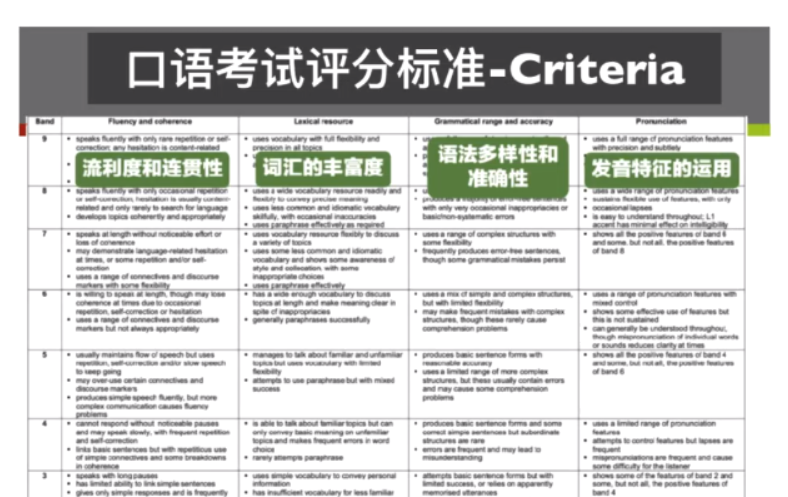 口语考试评分标准-Criteria
Band Fluency and coherence Lexical resource Grammatical range and accuracy Pronunciation
9
• speaks fluently with only rare repetition or self-
correction; any hesitation is content-related
流利度和连贯性
• uses vocabulary with full flexibility and
precision in all topics
词汇的丰富度
语法多样性和
准确性
• uses a full range of pronunciation features
with precision and subtlety
发音特征的运用
8
• speaks fluently with only occasional repetition
or self-correction; hesitation is usually content-
related and only rarely to search for language
• develops topics coherently and appropriately
• uses a wide vocabulary resource readily and
flexibly to convey precise meaning
• uses less common and idiomatic vocabulary
skilfully, with occasional inaccuracies
• uses paraphrase effectively as required
• produces a majority of error-free sentences
with only very occasional inappropriacies or
basic/non-systematic errors
• uses a wide range of pronunciation features
• sustains flexible use of features, with only
occasional lapses
• is easy to understand throughout; L1
accent has minimal effect on intelligibility
7
• speaks at length without noticeable effort or
loss of coherence
• may demonstrate language-related hesitation
at times, or some repetition and/or self-
correction
• uses a range of connectives and discourse
markers with some flexibility
• uses vocabulary resource flexibly to discuss
a variety of topics
• uses some less common and idiomatic
vocabulary and shows some awareness of
style and collocation, with some
inappropriate choices
• uses paraphrase effectively
• uses a range of complex structures with
some flexibility
• frequently produces error-free sentences,
though some grammatical mistakes persist
• shows all the positive features of band 6
and some, but not all, the positive features
of band 8
6
• is willing to speak at length, though may lose
coherence at times due to occasional
repetition, self-correction or hesitation
• uses a range of connectives and discourse
markers but not always appropriately
• has a wide enough vocabulary to discuss
topics at length and make meaning clear in
spite of inappropriacies
• generally paraphrases successfully
• uses a mix of simple and complex structures,
but with limited flexibility
• may make frequent mistakes with complex
structures, though these rarely cause
comprehension problems
• uses a range of pronunciation features with
mixed control
• shows some effective use of features but
this is not sustained
• can generally be understood throughout,
though mispronunciation of individual words
or sounds reduces clarity at times
5
• usually maintains flow of speech but uses
repetition, self-correction and/or slow speech
to keep going
• may over-use certain connectives and
discourse markers
• produces simple speech fluently, but more
complex communication causes fluency
problems
• manages to talk about familiar and unfamiliar
topics but uses vocabulary with limited
flexibility
• attempts to use paraphrase but with mixed
success
• produces basic sentence forms with
reasonable accuracy
• uses a limited range of more complex
structures, but these usually contain errors
and may cause some comprehension
problems
• shows all the positive features of band 4
and some, but not all, the positive features
of band 6
4
• cannot respond without noticeable pauses
and may speak slowly, with frequent repetition
and self-correction
• links basic sentences but with repetitious use
of simple connectives and some breakdowns
in coherence
• is able to talk about familiar topics but can
only convey basic meaning on unfamiliar
topics and makes frequent errors in word
choice
• rarely attempts paraphrase
• produces basic sentence forms and some
correct simple sentences but subordinate
structures are rare
• errors are frequent and may lead to
misunderstanding
• uses a limited range of pronunciation
features
• attempts to control features but lapses are
frequent
• mispronunciations are frequent and cause
some difficulty for the listener
3
• speaks with long pauses
• has limited ability to link simple sentences
• gives only simple responses and is frequently
• uses simple vocabulary to convey personal
information
• has insufficient vocabulary for less familiar
• attempts basic sentence forms but with
limited success, or relies on apparently
memorised utterances
• shows some of the features of band 2 and
some, but not all, of the positive features of
band 4